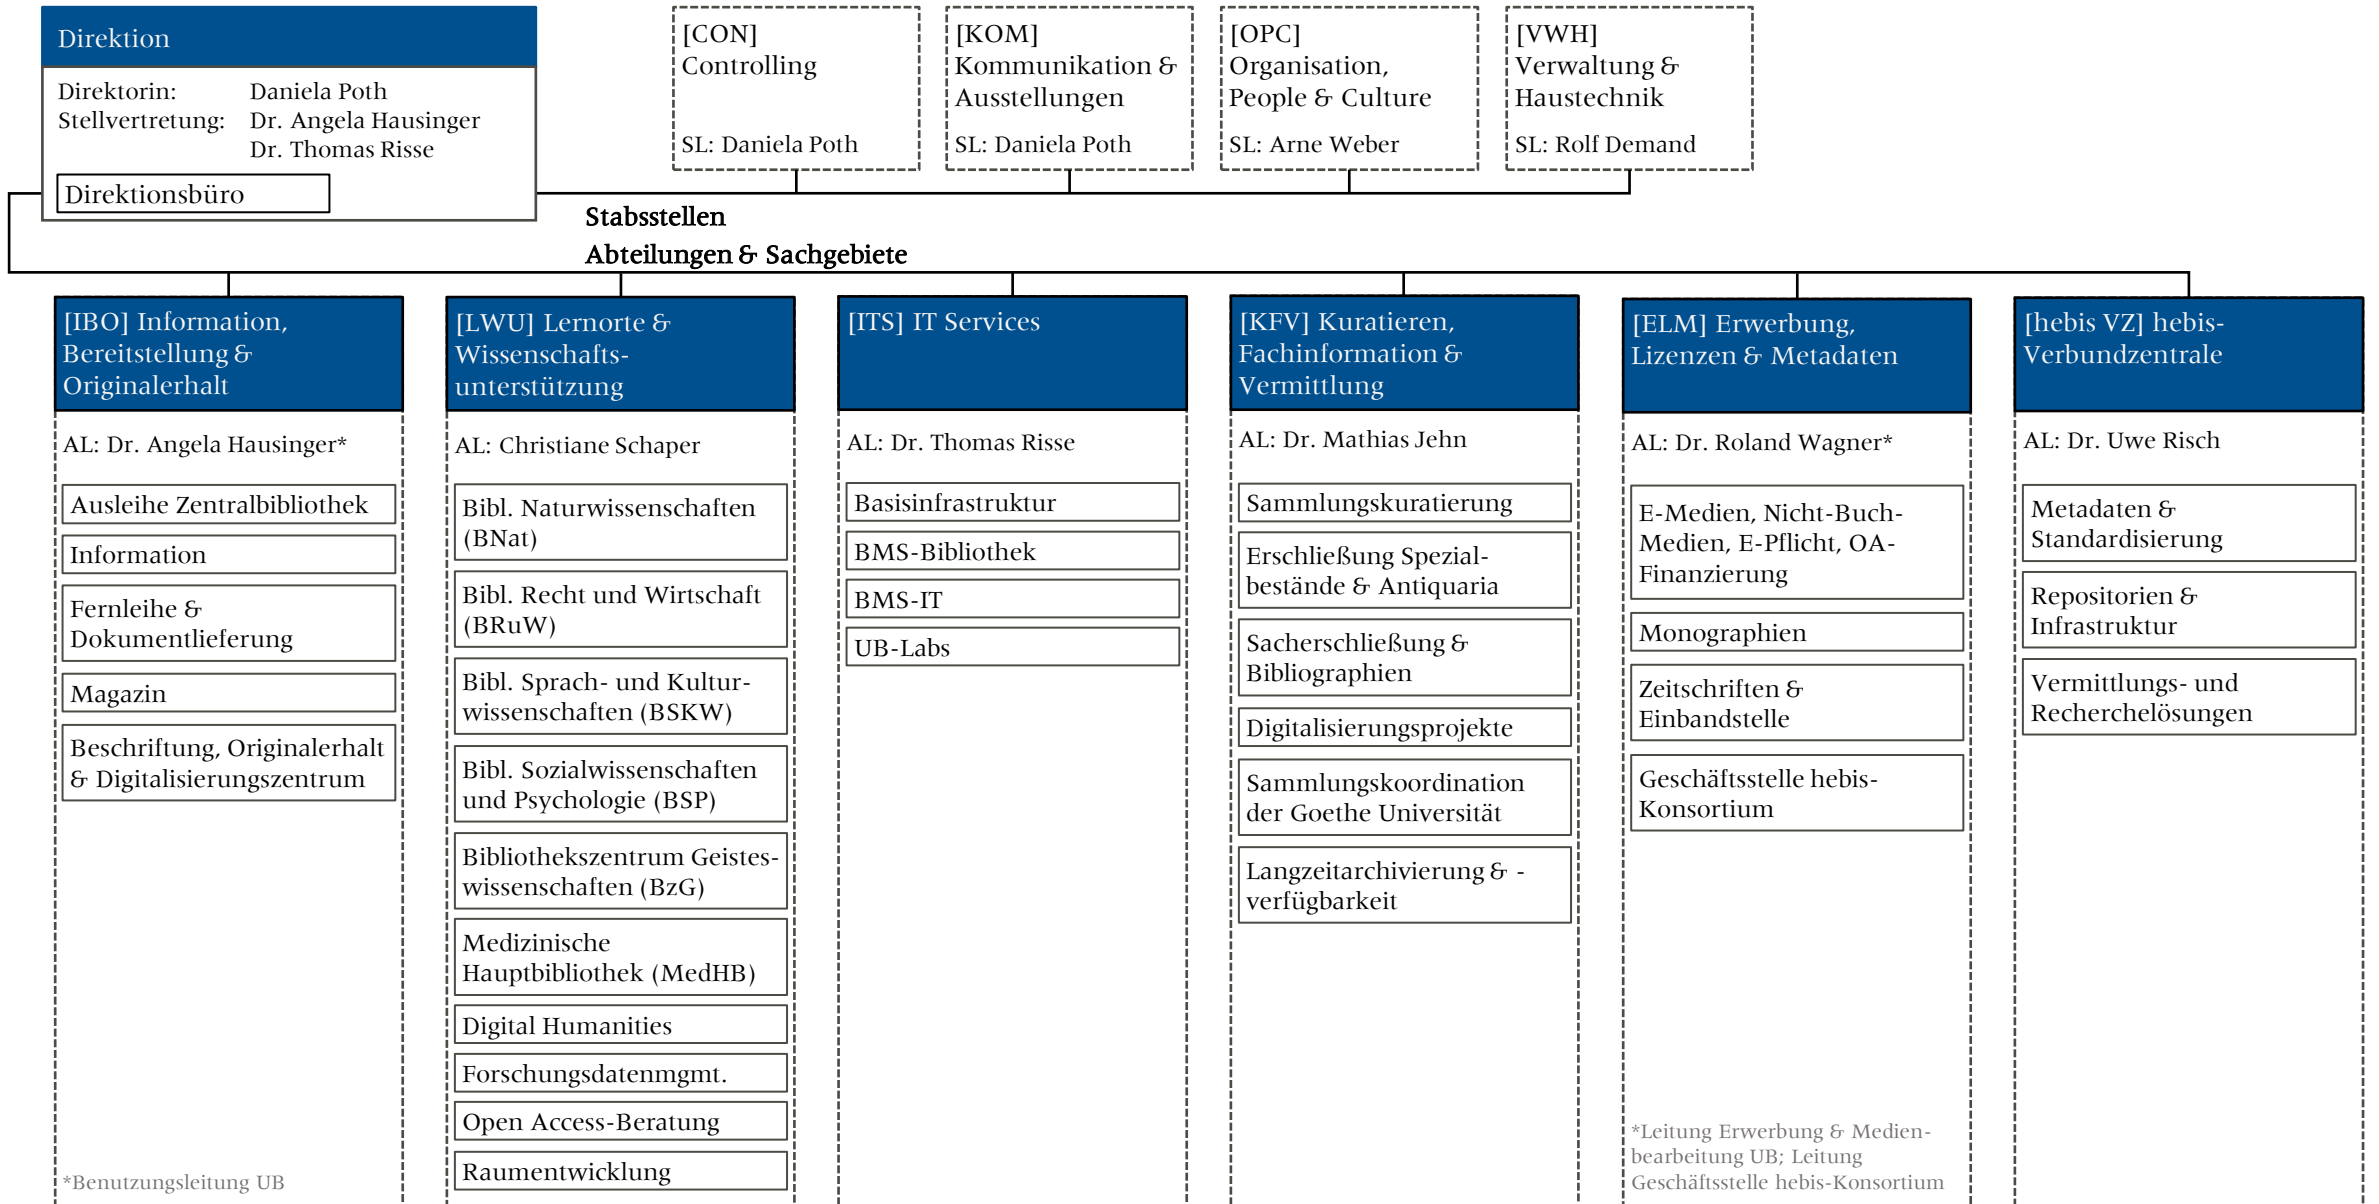 Direktion
Direktorin: Daniela Poth
Stellvertretung: Dr. Angela Hausinger
Dr. Thomas Risse
Direktionsbüro
[CON]
Controlling
SL: Daniela Poth
[KOM]
Kommunikation &
Ausstellungen
SL: Daniela Poth
[OPC]
Organisation,
People & Culture
SL: Arne Weber
[VWH]
Verwaltung &
Haustechnik
SL: Rolf Demand
Stabsstellen
Abteilungen & Sachgebiete
[IBO] Information,
Bereitstellung &
Originalerhalt
AL: Dr. Angela Hausinger*
Ausleihe Zentralbibliothek
Information
Fernleihe &
Dokumentlieferung
Magazin
Beschriftung, Originalerhalt
& Digitalisierungszentrum
*Benutzungsleitung UB
[LWU] Lernorte &
Wissenschafts-
unterstützung
AL: Christiane Schaper
Bibl. Naturwissenschaften
(BNat)
Bibl. Recht und Wirtschaft
(BRuW)
Bibl. Sprach- und Kultur-
wissenschaften (BSKW)
Bibl. Sozialwissenschaften
und Psychologie (BSP)
Bibliothekszentrum Geistes-
wissenschaften (BzG)
Medizinische
Hauptbibliothek (MedHB)
Digital Humanities
Forschungsdatenmgmt.
Open Access-Beratung
Raumentwicklung
[ITS] IT Services
AL: Dr. Thomas Risse
Basisinfrastruktur
BMS-Bibliothek
BMS-IT
UB-Labs
[KFV] Kuratieren,
Fachinformation &
Vermittlung
AL: Dr. Mathias Jehn
Sammlungskuratierung
Erschließung Spezial-
bestände & Antiquaria
Sacherschließung &
Bibliographien
Digitalisierungsprojekte
Sammlungskoordination
der Goethe Universität
Langzeitarchivierung & -
verfügbarkeit
[ELM] Erwerbung,
Lizenzen & Metadaten
AL: Dr. Roland Wagner*
E-Medien, Nicht-Buch-
Medien, E-Pflicht, OA-
Finanzierung
Monographien
Zeitschriften &
Einbandstelle
Geschäftsstelle hebis-
Konsortium
*Leitung Erwerbung & Medien-
bearbeitung UB; Leitung
Geschäftsstelle hebis-Konsortium
[hebis VZ] hebis-
Verbundzentrale
AL: Dr. Uwe Risch
Metadaten &
Standardisierung
Repositorien &
Infrastruktur
Vermittlungs- und
Recherchelösungen